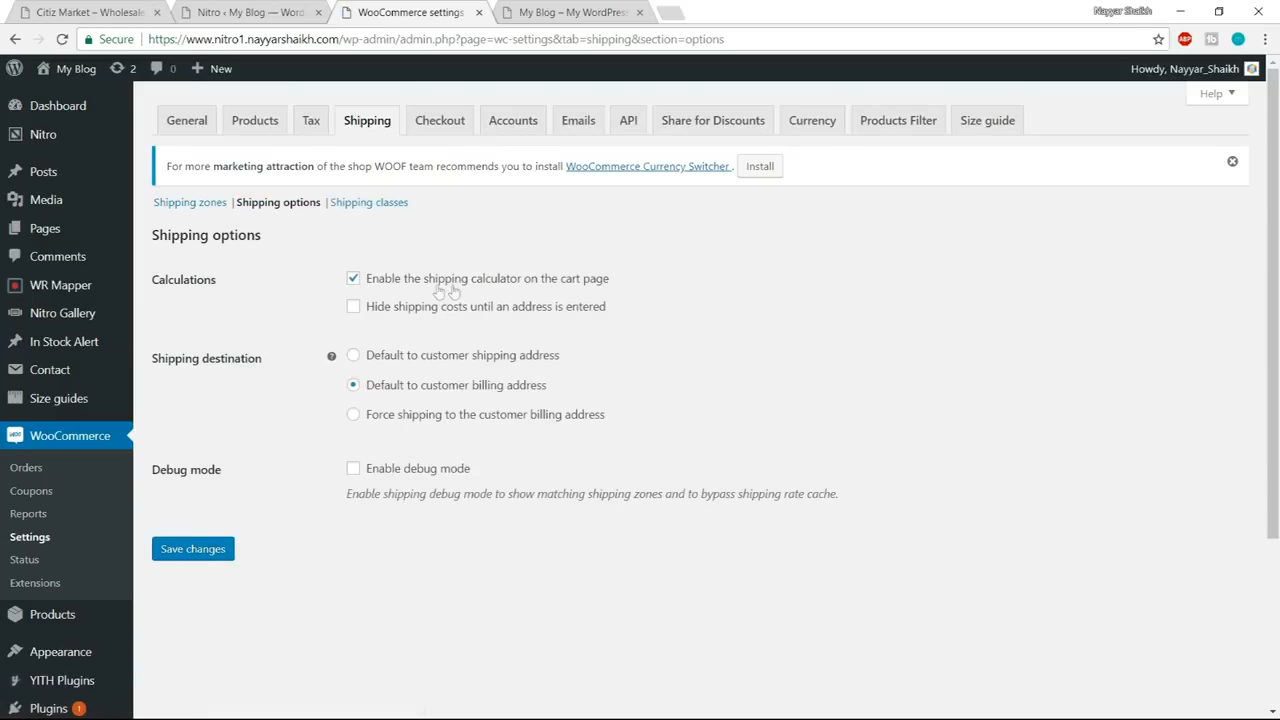 Citiz Market – Wholesale
Nitro ‹ My Blog — Word
WooCommerce settings
My Blog – My WordPress
Nayyar Shaikh
Secure
https://www.nitro1.nayyarshaikh.com/wp-admin/admin.php?page=wc-settings&tab=shipping&section=options
ABP
My Blog
2
0
New
Howdy, Nayyar_Shaikh
Help
Dashboard
Nitro
Posts
Media
Pages
Comments
WR Mapper
Nitro Gallery
In Stock Alert
Contact
Size guides
WooCommerce
Orders
Coupons
Reports
Settings
Status
Extensions
Products
Appearance
YITH Plugins
Plugins 1
General
Products
Tax
Shipping
Checkout
Accounts
Emails
API
Share for Discounts
Currency
Products Filter
Size guide
For more marketing attraction of the shop WOOF team recommends you to install WooCommerce Currency Switcher .
Install
Shipping zones | Shipping options | Shipping classes
Shipping options
Calculations
Enable the shipping calculator on the cart page
Hide shipping costs until an address is entered
Shipping destination
Default to customer shipping address
Default to customer billing address
Force shipping to the customer billing address
Debug mode
Enable debug mode
Enable shipping debug mode to show matching shipping zones and to bypass shipping rate cache.
Save changes